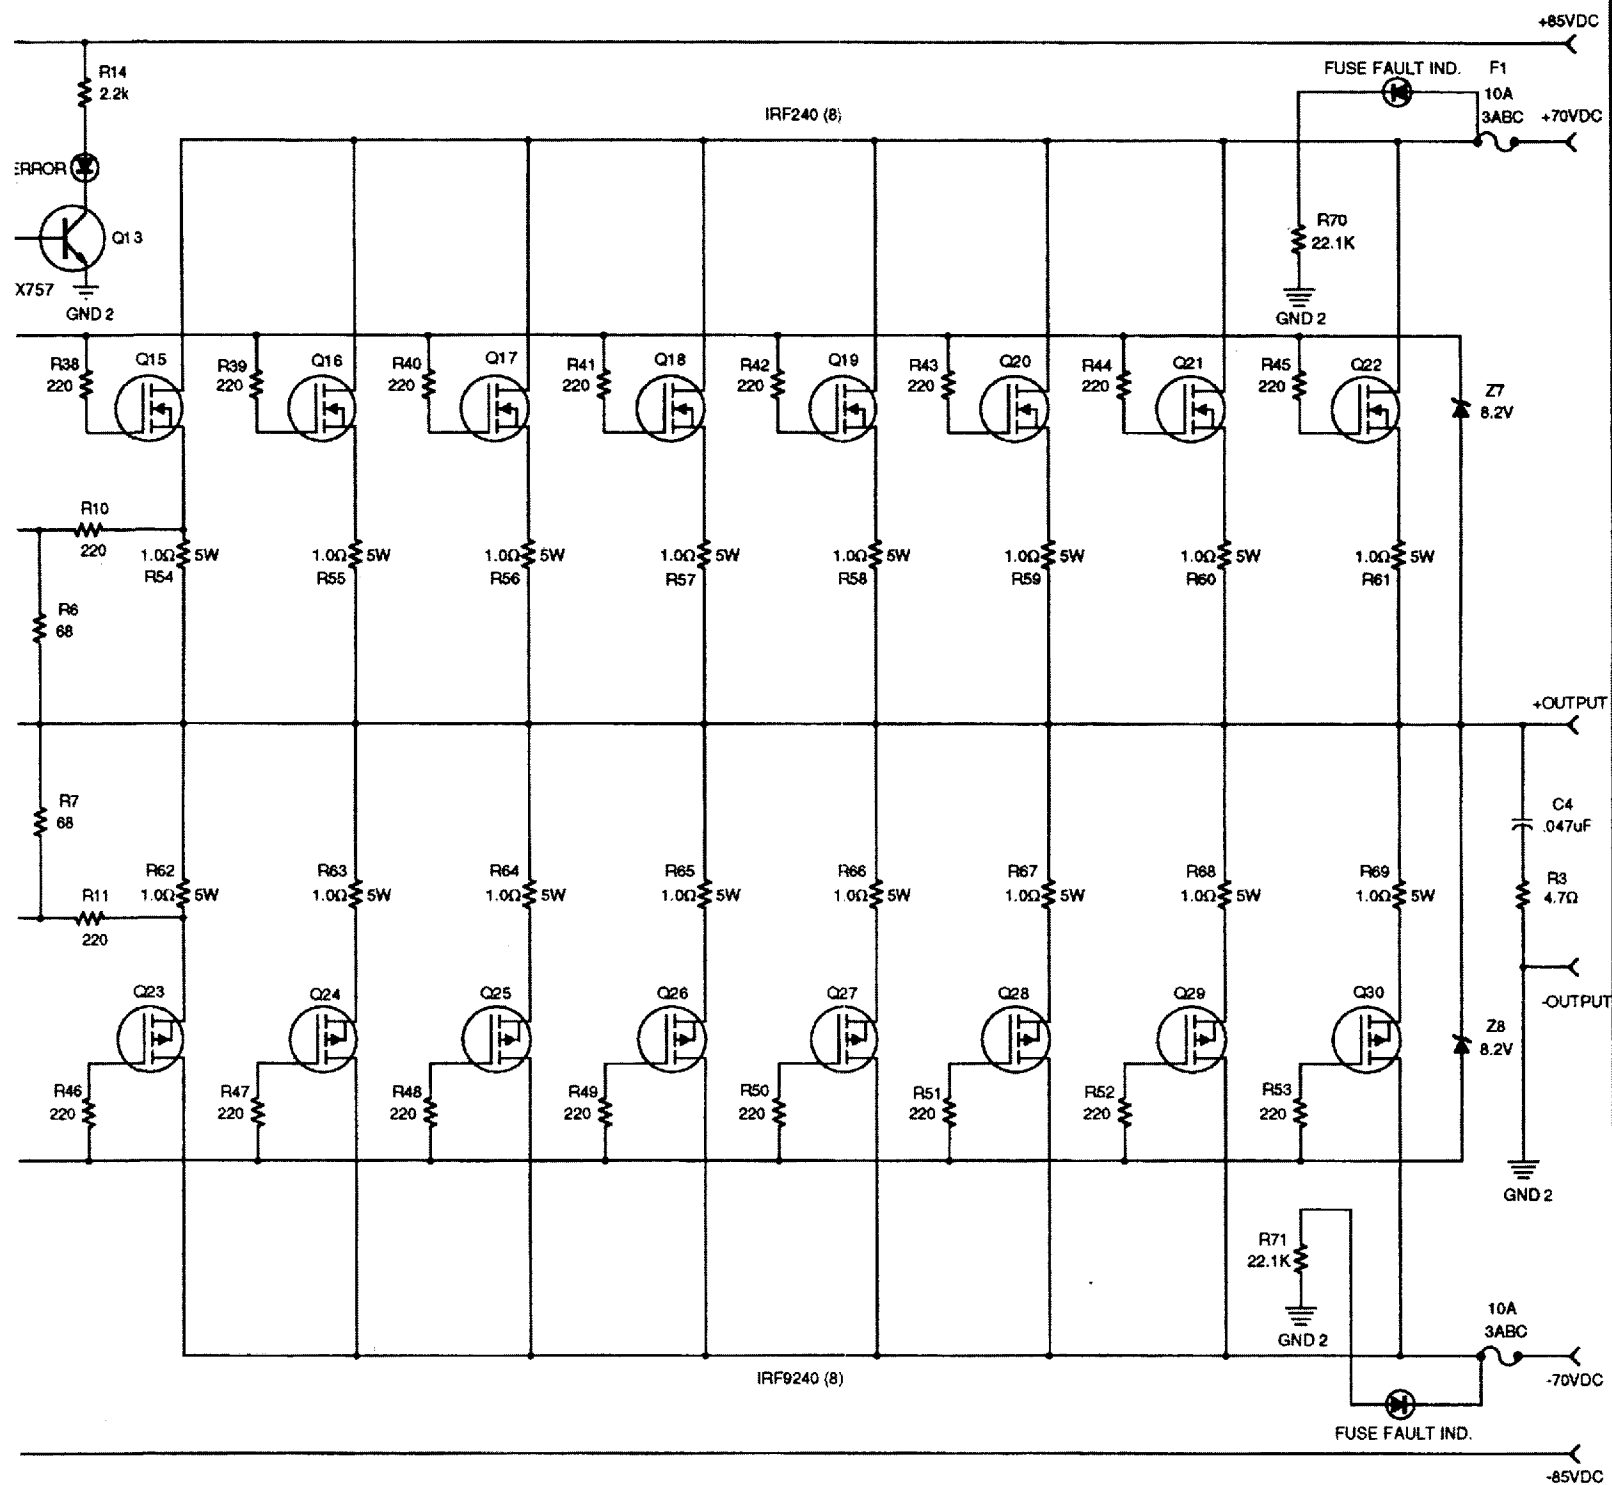 +85VDC
R14
2.2k
FUSE FAULT IND.
F1
10A
3ABC
+70VDC
IRF240 (8)
ERROR
Q13
X757
GND 2
R70
22.1K
GND 2
R38
220
Q15
R39
220
Q16
R40
220
Q17
R41
220
Q18
R42
220
Q19
R43
220
Q20
R44
220
Q21
R45
220
Q22
Z7
8.2V
R10
220
1.0Ω 5W
R54
1.0Ω 5W
R55
1.0Ω 5W
R56
1.0Ω 5W
R57
1.0Ω 5W
R58
1.0Ω 5W
R59
1.0Ω 5W
R60
1.0Ω 5W
R61
R6
68
+OUTPUT
R7
68
C4
.047uF
R62
1.0Ω 5W
R63
1.0Ω 5W
R64
1.0Ω 5W
R65
1.0Ω 5W
R66
1.0Ω 5W
R67
1.0Ω 5W
R68
1.0Ω 5W
R69
1.0Ω 5W
R3
4.7Ω
R11
220
-OUTPUT
Q23
Q24
Q25
Q26
Q27
Q28
Q29
Q30
Z8
8.2V
R46
220
R47
220
R48
220
R49
220
R50
220
R51
220
R52
220
R53
220
GND 2
R71
22.1K
GND 2
10A
3ABC
-70VDC
IRF9240 (8)
FUSE FAULT IND.
-85VDC